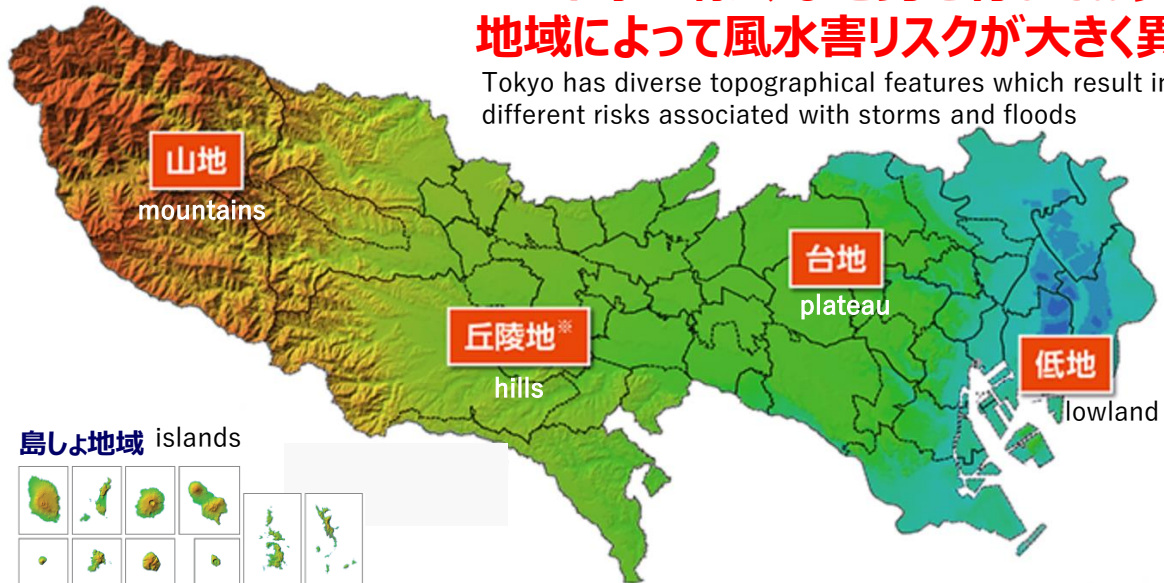 地域によって風水害リスクが大きく異
Tokyo has diverse topographical features which result in
different risks associated with storms and floods
山地
mountains
台地
plateau
丘陵地※
hills
低地
lowland
島しょ地域 islands